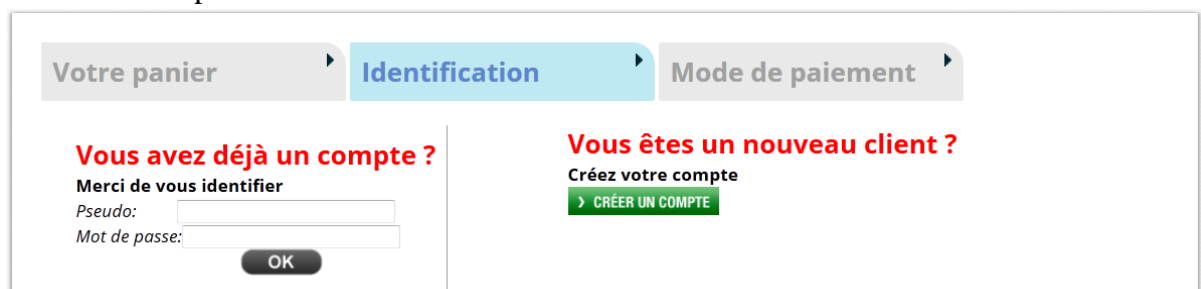 Votre panier
Identification
Mode de paiement
Vous avez déjà un compte ?
Merci de vous identifier
Pseudo:
Mot de passe:
OK
Vous êtes un nouveau client ?
Créez votre compte
> CRÉER UN COMPTE